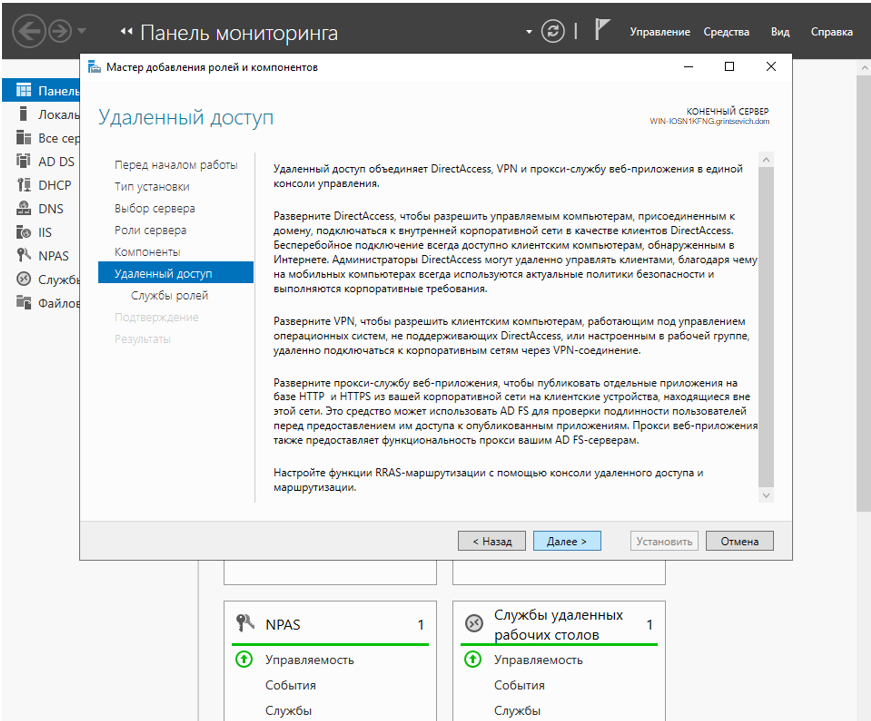 Панель мониторинга
Управление Средства Вид Справка
Мастер добавления ролей и компонентов
Удаленный доступ
КОНЕЧНЫЙ СЕРВЕР
WIN-IOSN1KFNG.grintsevich.dom
Панель
Локаль
Все сер
AD DS
DHCP
DNS
IIS
NPAS
Службы
Файлов
Перед началом работы
Тип установки
Выбор сервера
Роли сервера
Компоненты
Удаленный доступ
Службы ролей
Подтверждение
Результаты
Удаленный доступ объединяет DirectAccess, VPN и прокси-службу веб-приложения в единой
консоли управления.
Разверните DirectAccess, чтобы разрешить управляемым компьютерам, присоединенным к
домену, подключаться к внутренней корпоративной сети в качестве клиентов DirectAccess.
Бесперебойное подключение всегда доступно клиентским компьютерам, обнаруженным в
Интернете. Администраторы DirectAccess могут удаленно управлять клиентами, благодаря чему
на мобильных компьютерах всегда используются актуальные политики безопасности и
выполняются корпоративные требования.
Разверните VPN, чтобы разрешить клиентским компьютерам, работающим под управлением
операционных систем, не поддерживающих DirectAccess, или настроенным в рабочей группе,
удаленно подключаться к корпоративным сетям через VPN-соединение.
Разверните прокси-службу веб-приложения, чтобы публиковать отдельные приложения на
базе HTTP и HTTPS из вашей корпоративной сети на клиентские устройства, находящиеся вне
этой сети. Это средство может использовать AD FS для проверки подлинности пользователей
перед предоставлением им доступа к опубликованным приложениям. Прокси веб-приложения
также предоставляет функциональность прокси вашим AD FS-серверам.
Настройте функции RRAS-маршрутизации с помощью консоли удаленного доступа и
маршрутизации.
< Назад Далее > Установить Отмена
NPAS 1
Управляемость
События
Службы
Службы удаленных
рабочих столов 1
Управляемость
События
Службы